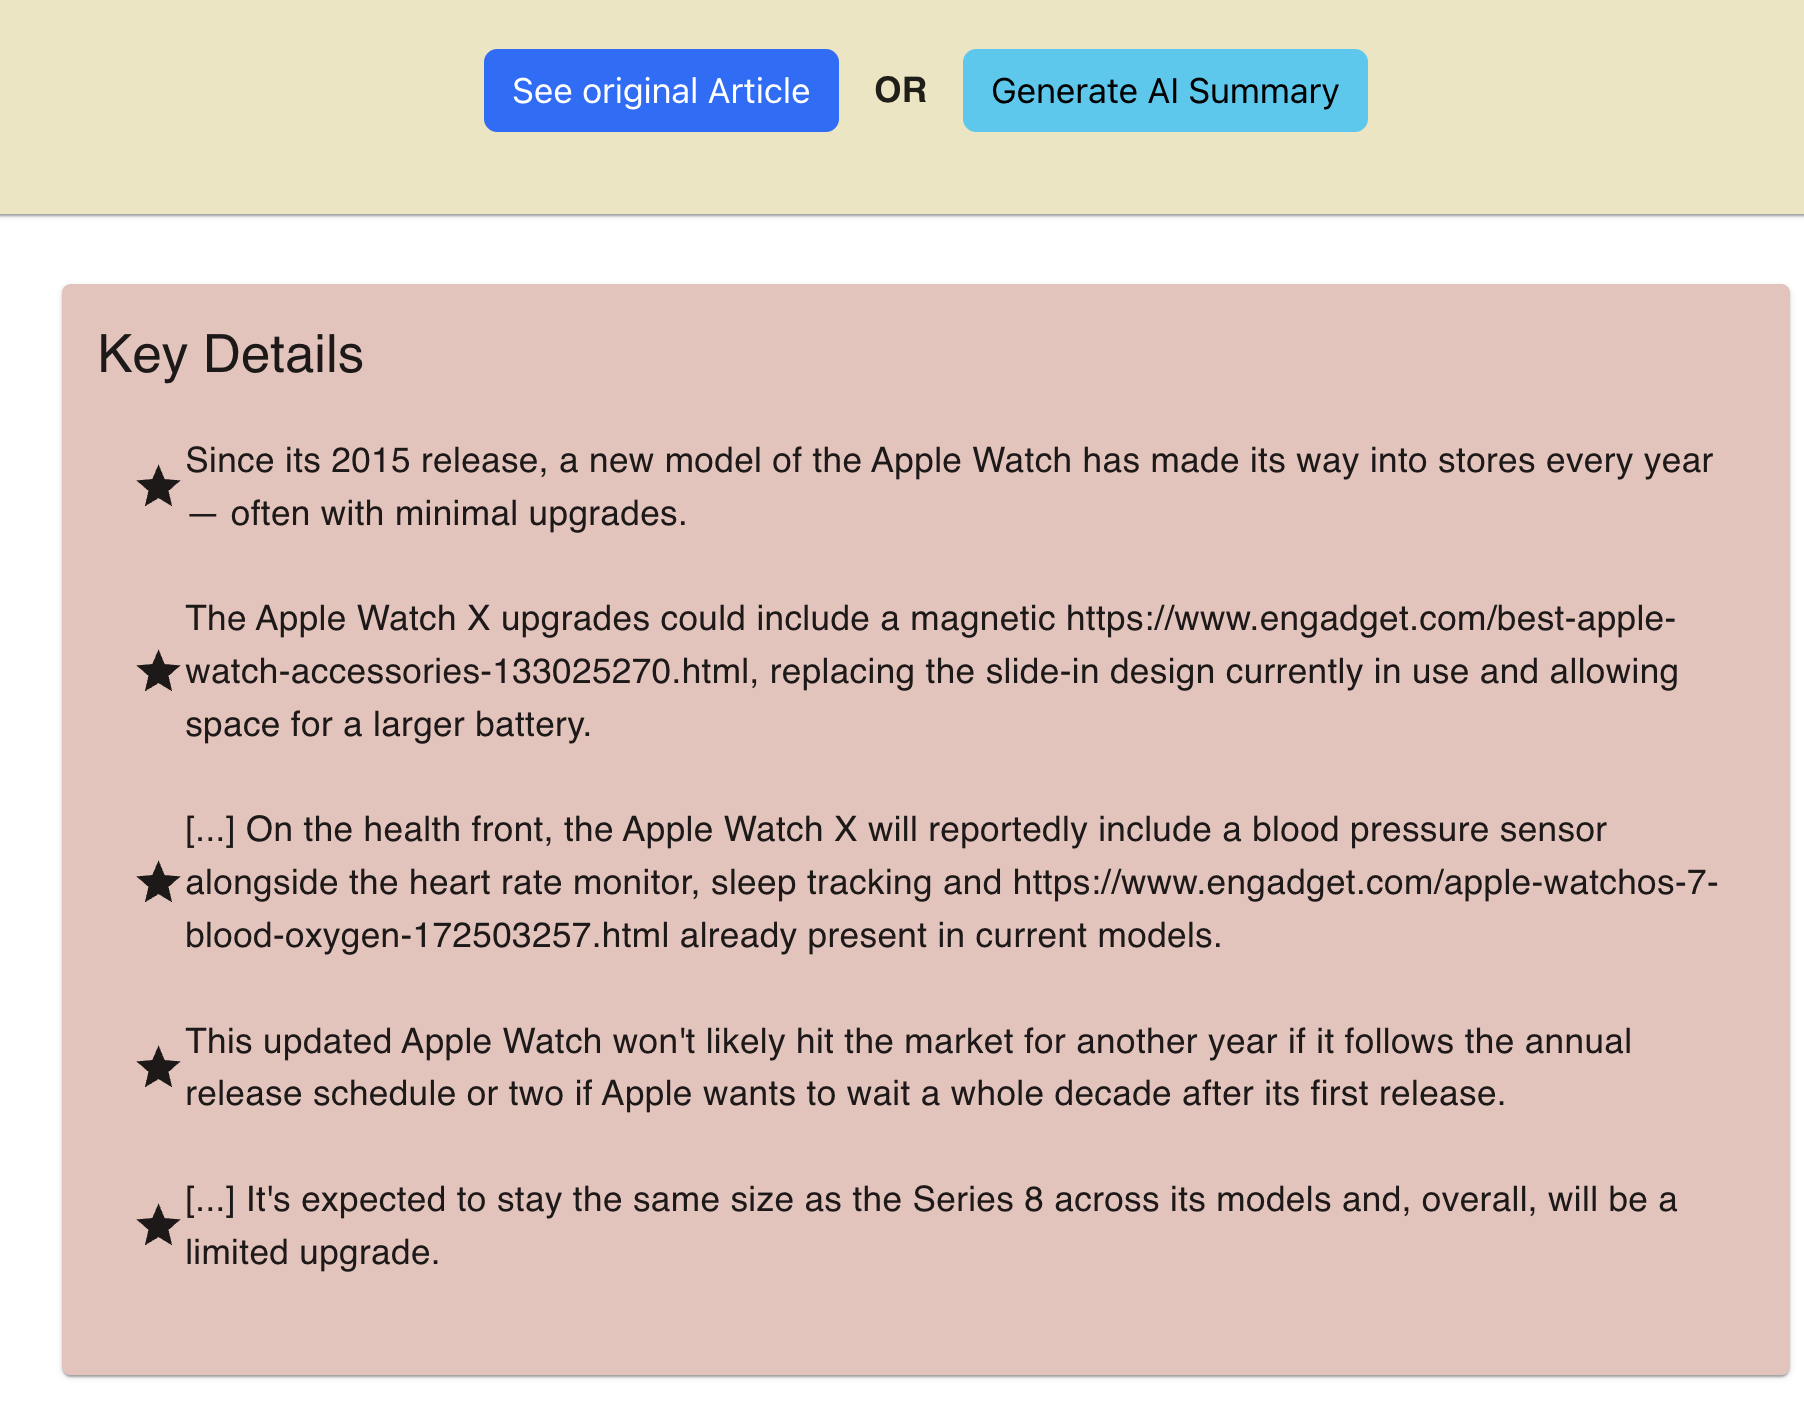 See original Article OR Generate AI Summary
Key Details
Since its 2015 release, a new model of the Apple Watch has made its way into stores every year
— often with minimal upgrades.
The Apple Watch X upgrades could include a magnetic https://www.engadget.com/best-apple-
watch-accessories-133025270.html, replacing the slide-in design currently in use and allowing
space for a larger battery.
[...] On the health front, the Apple Watch X will reportedly include a blood pressure sensor
alongside the heart rate monitor, sleep tracking and https://www.engadget.com/apple-watchos-7-
blood-oxygen-172503257.html already present in current models.
This updated Apple Watch won't likely hit the market for another year if it follows the annual
release schedule or two if Apple wants to wait a whole decade after its first release.
[...] It's expected to stay the same size as the Series 8 across its models and, overall, will be a
limited upgrade.